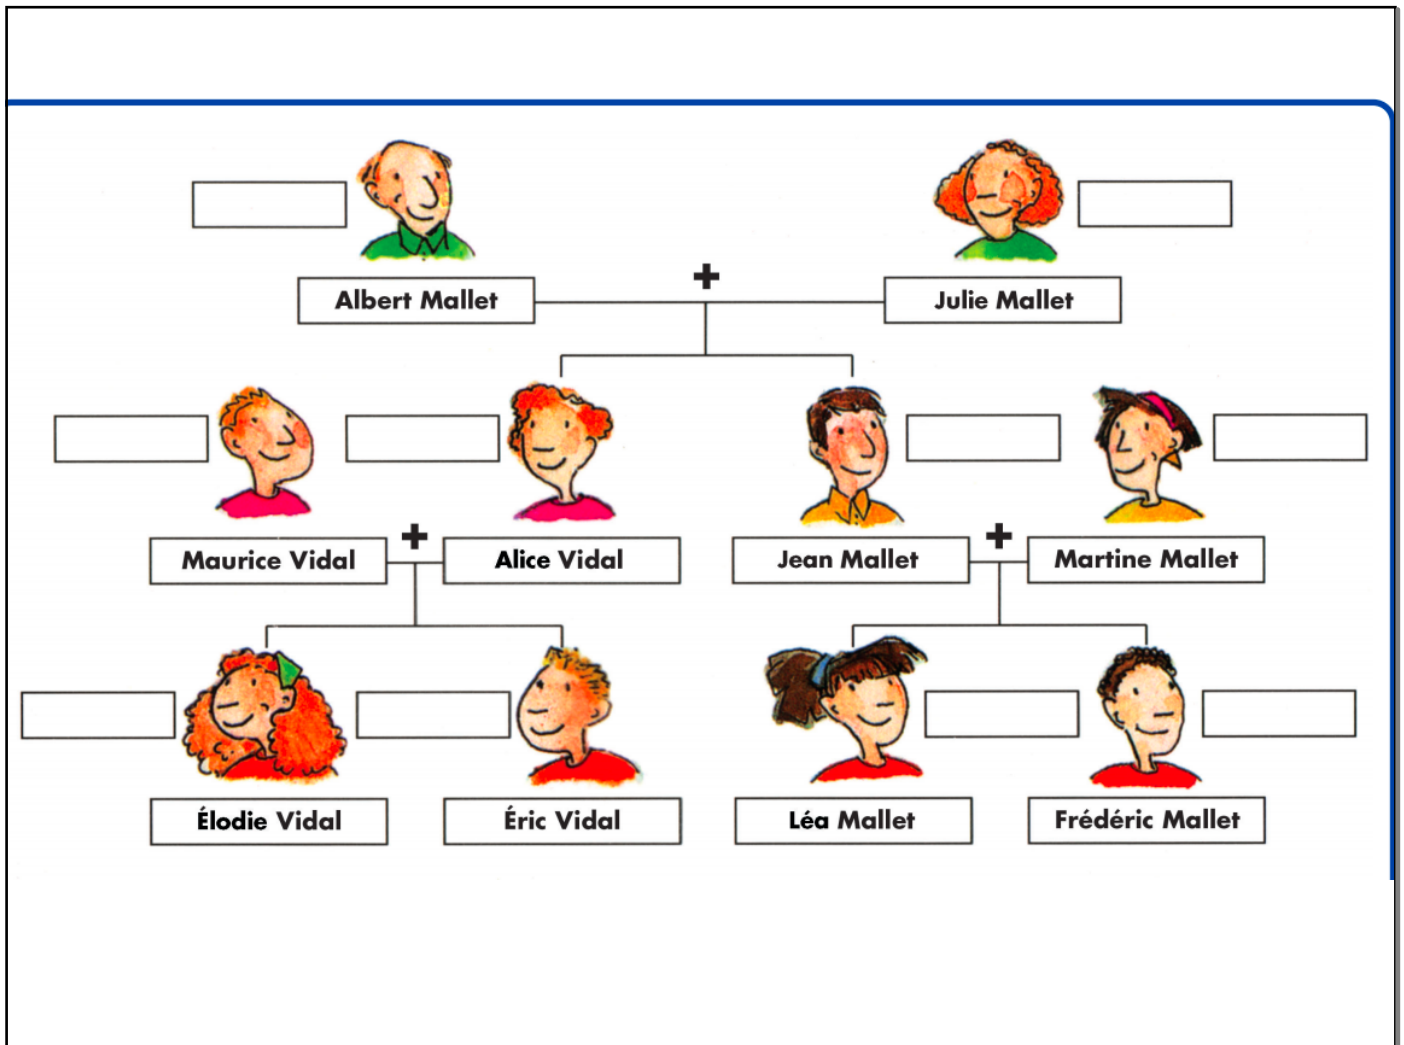 Albert Mallet
Julie Mallet
Maurice Vidal
Alice Vidal
Jean Mallet
Martine Mallet
Élodie Vidal
Éric Vidal
Léa Mallet
Frédéric Mallet